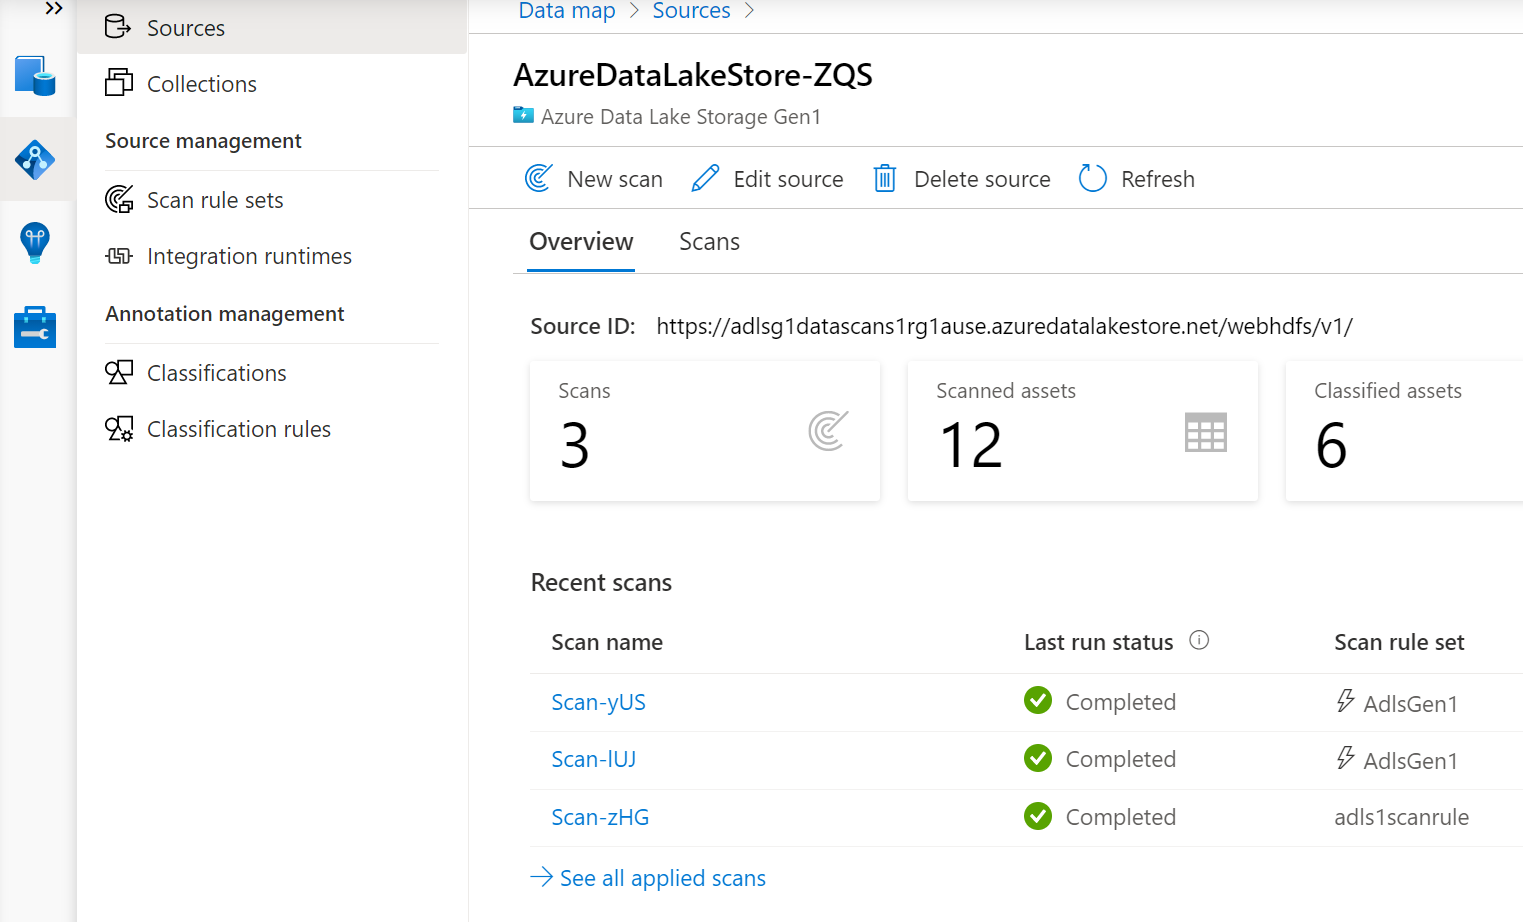 Sources
Collections
Source management
Scan rule sets
Integration runtimes
Annotation management
Classifications
Classification rules
Data map > Sources >
AzureDataLakeStore-ZQS
Azure Data Lake Storage Gen1
New scan Edit source Delete source Refresh
Overview Scans
Source ID: https://adlsg1datascans1rg1ause.azuredatalakestore.net/webhdfs/v1/
Scans Scanned assets Classified assets
3 12 6
Recent scans
Scan name Last run status Scan rule set
Scan-yUS Completed AdlsGen1
Scan-lUJ Completed AdlsGen1
Scan-zHG Completed adls1scanrule
See all applied scans